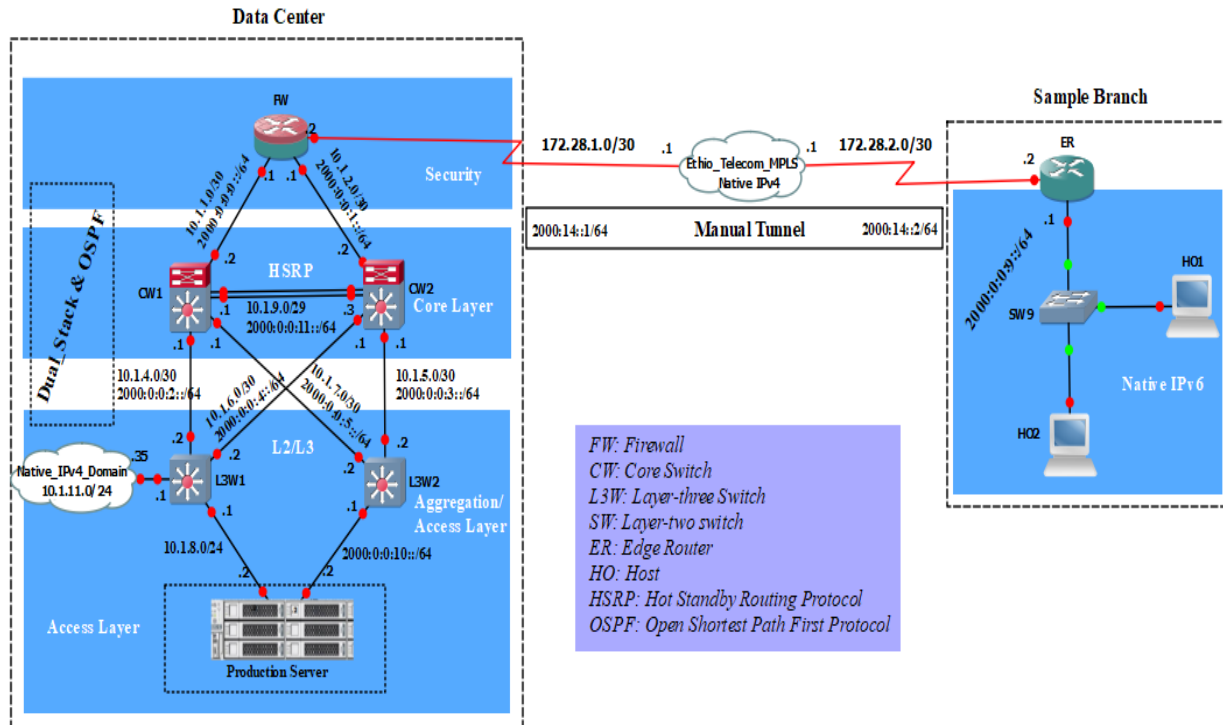 Data Center
FW
.2
.1
.1
10.1.1.0/30
2000:0:0:0::/64
10.1.2.0/30
2000:0:0:1::/64
Security
172.28.1.0/30
.1
Ethio_Telecom_MPLS
Native IPv4
.1
172.28.2.0/30
2000:14::1/64
Manual Tunnel
2000:14::2/64
Sample Branch
ER
.2
.1
2000:0:0:9::/64
SW9
HO1
HO2
Native IPv6
Dual_Stack & OSPF
.2
.2
HSRP
CW1
CW2
.1
10.1.9.0/29
2000:0:0:11::/64
.3
Core Layer
.1
.1
.1
.1
10.1.4.0/30
2000:0:0:2::/64
10.1.6.0/30
2000:0:0:4::/64
10.1.7.0/30
2000:0:0:5::/64
10.1.5.0/30
2000:0:0:3::/64
.2
.2
L2/L3
.2
.2
Native_IPv4_Domain
10.1.11.0/24
.35
.1
L3W1
L3W2
Aggregation/
Access Layer
.1
.1
10.1.8.0/24
2000:0:0:10::/64
.2
.2
Access Layer
Production Server
FW: Firewall
CW: Core Switch
L3W: Layer-three Switch
SW: Layer-two switch
ER: Edge Router
HO: Host
HSRP: Hot Standby Routing Protocol
OSPF: Open Shortest Path First Protocol